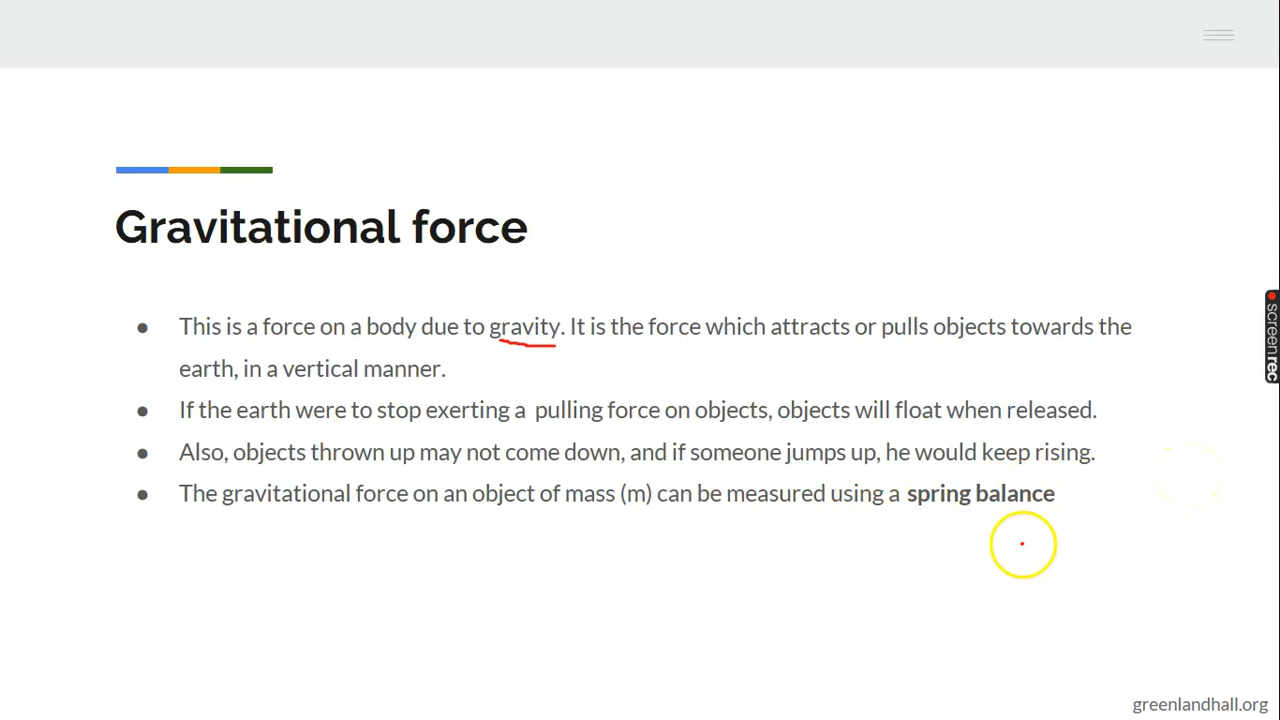 Gravitational force
● This is a force on a body due to gravity. It is the force which attracts or pulls objects towards the
earth, in a vertical manner.
● If the earth were to stop exerting a  pulling force on objects, objects will float when released.
● Also, objects thrown up may not come down, and if someone jumps up, he would keep rising.
● The gravitational force on an object of mass (m) can be measured using a spring balance
screenrec
greenlandhall.org